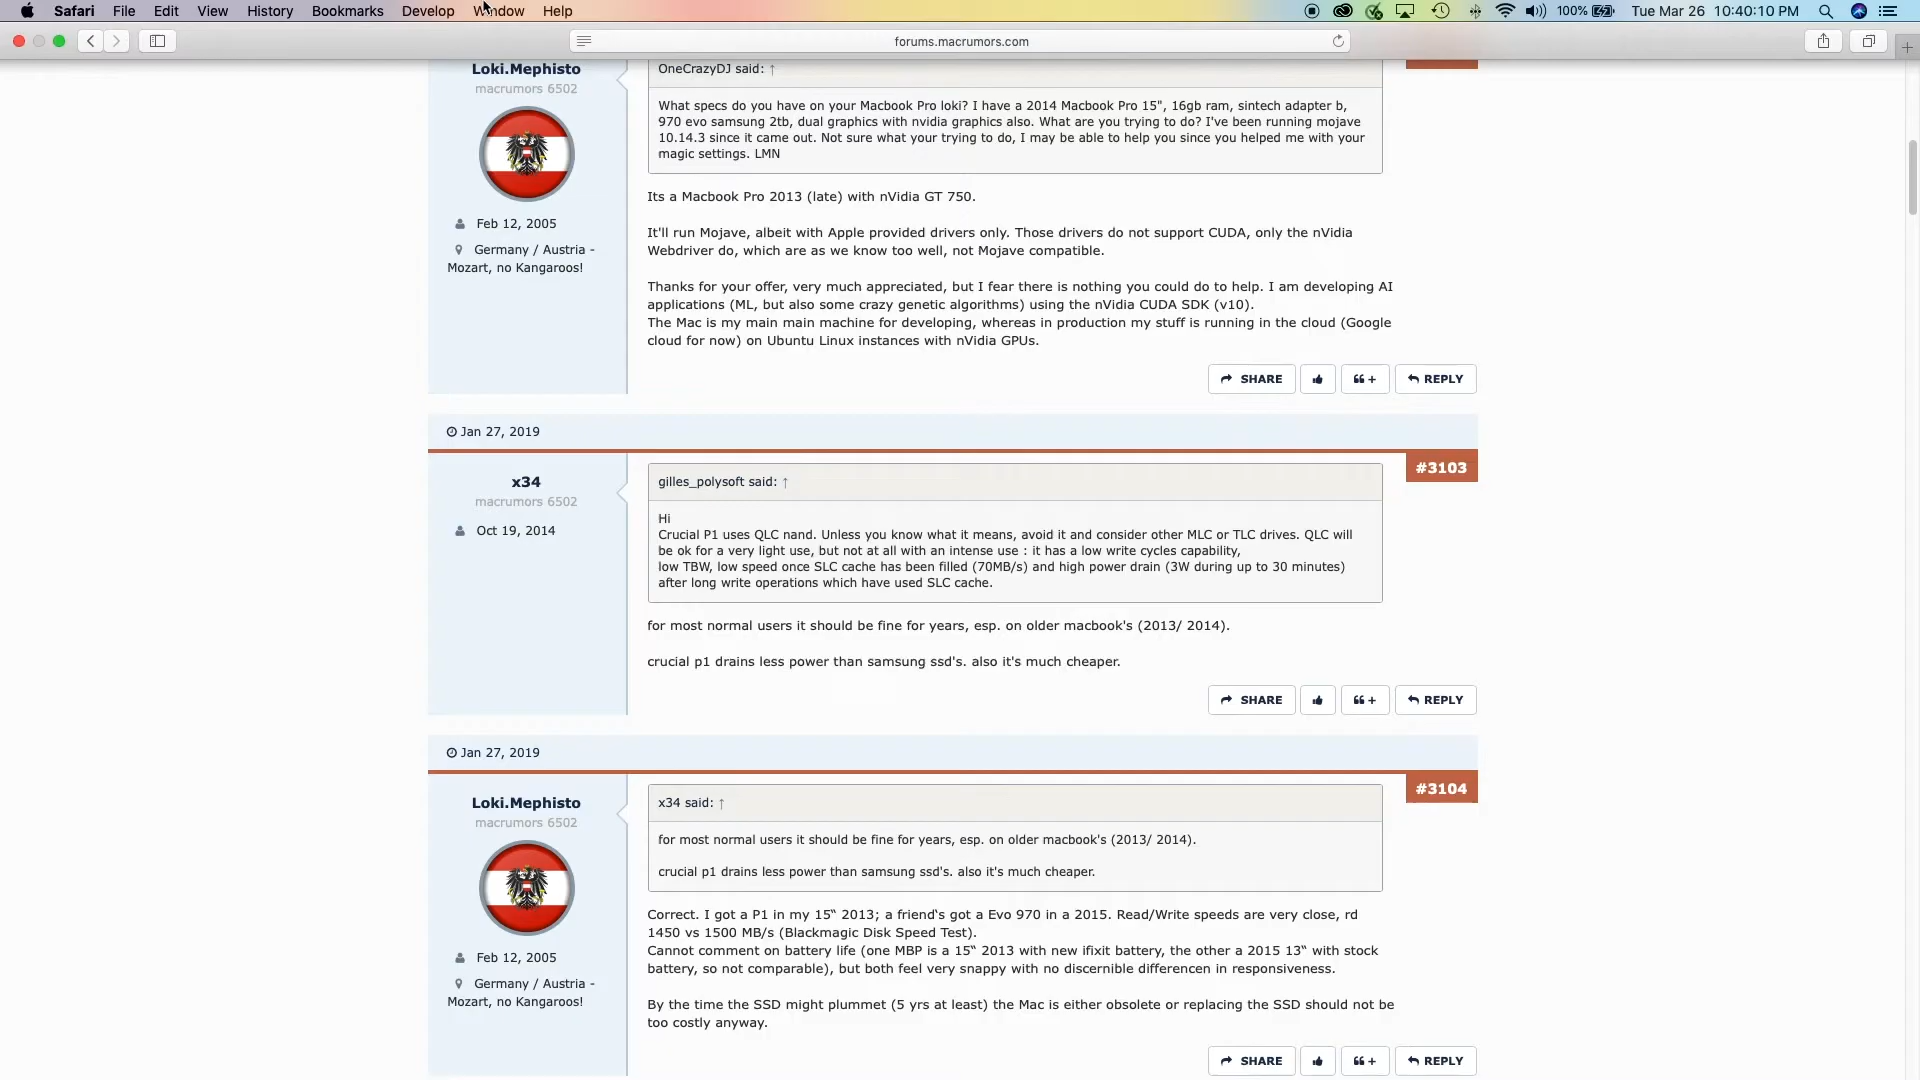 Safari File Edit View History Bookmarks Develop Window Help 100% Tue Mar 26 10:40:10 PM
forums.macrumors.com
Loki.Mephisto
macrumors 6502
Feb 12, 2005
Germany / Austria -
Mozart, no Kangaroos!
OneCrazyDJ said: ↑
What specs do you have on your Macbook Pro loki? I have a 2014 Macbook Pro 15", 16gb ram, sintech adapter b,
970 evo samsung 2tb, dual graphics with nvidia graphics also. What are you trying to do? I've been running mojave
10.14.3 since it came out. Not sure what your trying to do, I may be able to help you since you helped me with your
magic settings. LMN
Its a Macbook Pro 2013 (late) with nVidia GT 750.
It'll run Mojave, albeit with Apple provided drivers only. Those drivers do not support CUDA, only the nVidia
Webdriver do, which are as we know too well, not Mojave compatible.
Thanks for your offer, very much appreciated, but I fear there is nothing you could do to help. I am developing AI
applications (ML, but also some crazy genetic algorithms) using the nVidia CUDA SDK (v10).
The Mac is my main main machine for developing, whereas in production my stuff is running in the cloud (Google
cloud for now) on Ubuntu Linux instances with nVidia GPUs.
SHARE + REPLY
Jan 27, 2019
#3103
x34
macrumors 6502
Oct 19, 2014
gilles_polysoft said: ↑
Hi
Crucial P1 uses QLC nand. Unless you know what it means, avoid it and consider other MLC or TLC drives. QLC will
be ok for a very light use, but not at all with an intense use : it has a low write cycles capability,
low TBW, low speed once SLC cache has been filled (70MB/s) and high power drain (3W during up to 30 minutes)
after long write operations which have used SLC cache.
for most normal users it should be fine for years, esp. on older macbook's (2013/ 2014).
crucial p1 drains less power than samsung ssd's. also it's much cheaper.
SHARE + REPLY
Jan 27, 2019
#3104
Loki.Mephisto
macrumors 6502
Feb 12, 2005
Germany / Austria -
Mozart, no Kangaroos!
x34 said: ↑
for most normal users it should be fine for years, esp. on older macbook's (2013/ 2014).
crucial p1 drains less power than samsung ssd's. also it's much cheaper.
Correct. I got a P1 in my 15“ 2013; a friend‘s got a Evo 970 in a 2015. Read/Write speeds are very close, rd
1450 vs 1500 MB/s (Blackmagic Disk Speed Test).
Cannot comment on battery life (one MBP is a 15“ 2013 with new ifixit battery, the other a 2015 13“ with stock
battery, so not comparable), but both feel very snappy with no discernible differencen in responsiveness.
By the time the SSD might plummet (5 yrs at least) the Mac is either obsolete or replacing the SSD should not be
too costly anyway.
SHARE + REPLY